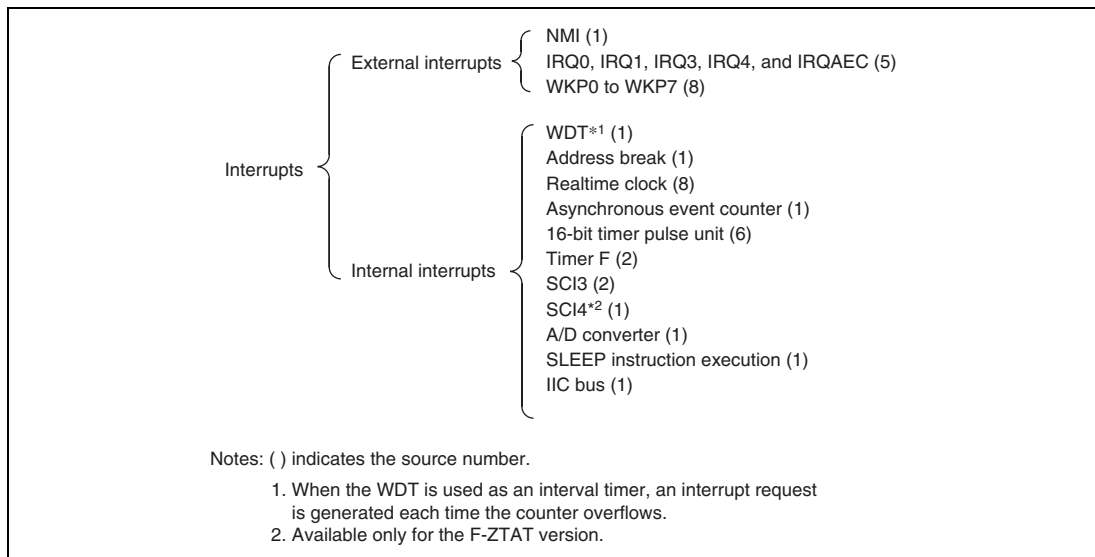 Interrupts
External interrupts
NMI (1)
IRQ0, IRQ1, IRQ3, IRQ4, and IRQAEC (5)
WKP0 to WKP7 (8)
Internal interrupts
WDT*1 (1)
Address break (1)
Realtime clock (8)
Asynchronous event counter (1)
16-bit timer pulse unit (6)
Timer F (2)
SCI3 (2)
SCI4*2 (1)
A/D converter (1)
SLEEP instruction execution (1)
IIC bus (1)
Notes: ( ) indicates the source number.
1. When the WDT is used as an interval timer, an interrupt request
is generated each time the counter overflows.
2. Available only for the F-ZTAT version.